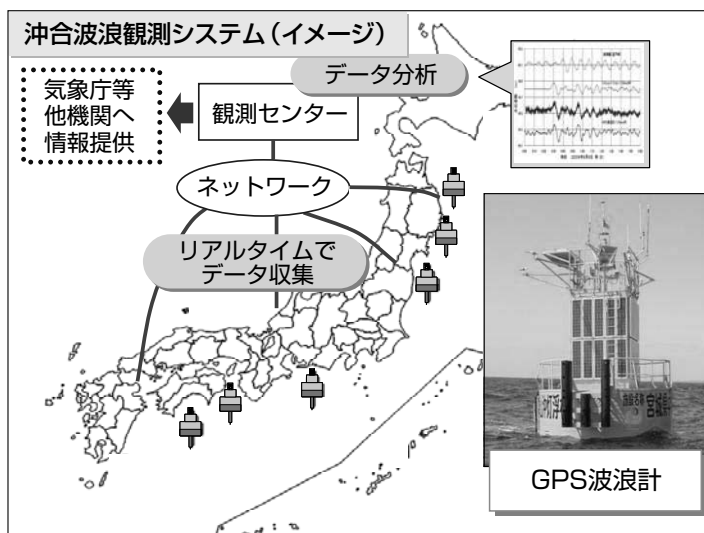 沖合波浪観測システム(イメージ)
データ分析
気象庁等
他機関へ
情報提供
観測センター
ネットワーク
リアルタイムで
データ収集
GPS波浪計